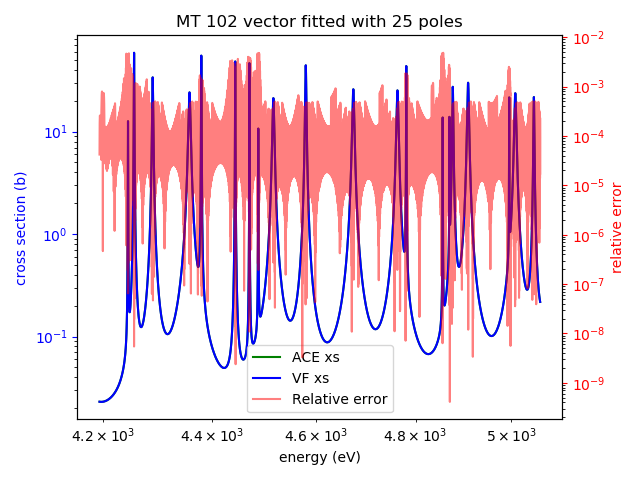 MT 102 vector fitted with 25 poles
cross section (b)
10¹
10⁰
10⁻¹
10⁻²
10⁻³
10⁻⁴
10⁻⁵
10⁻⁶
10⁻⁷
10⁻⁸
10⁻⁹
relative error
ACE xs
VF xs
Relative error
4.2 × 10³ 4.4 × 10³ 4.6 × 10³ 4.8 × 10³ 5 × 10³
energy (eV)